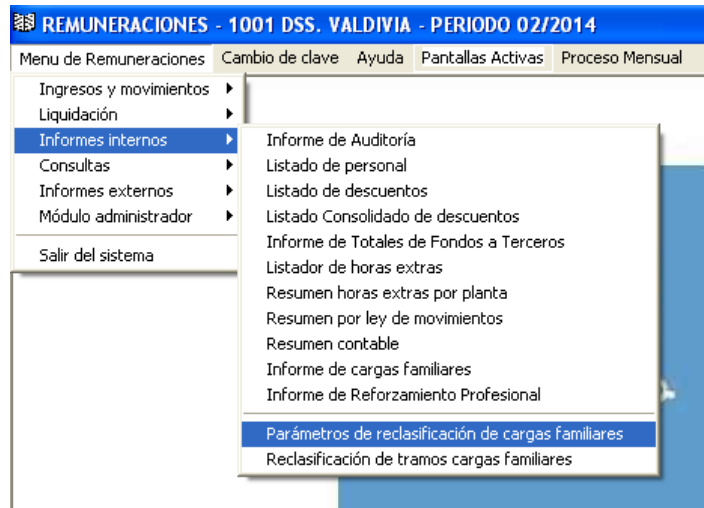 REMUNERACIONES - 1001 DSS. VALDIVIA - PERIODO 02/2014
Menu de Remuneraciones Cambio de clave Ayuda Pantallas Activas Proceso Mensual
Ingresos y movimientos
Liquidación
Informes internos
Consultas
Informes externos
Módulo administrador
Salir del sistema
Informe de Auditoría
Listado de personal
Listado de descuentos
Listado Consolidado de descuentos
Informe de Totales de Fondos a Terceros
Listador de horas extras
Resumen horas extras por planta
Resumen por ley de movimientos
Resumen contable
Informe de cargas familiares
Informe de Reforzamiento Profesional
Parámetros de reclasificación de cargas familiares
Reclasificación de tramos cargas familiares